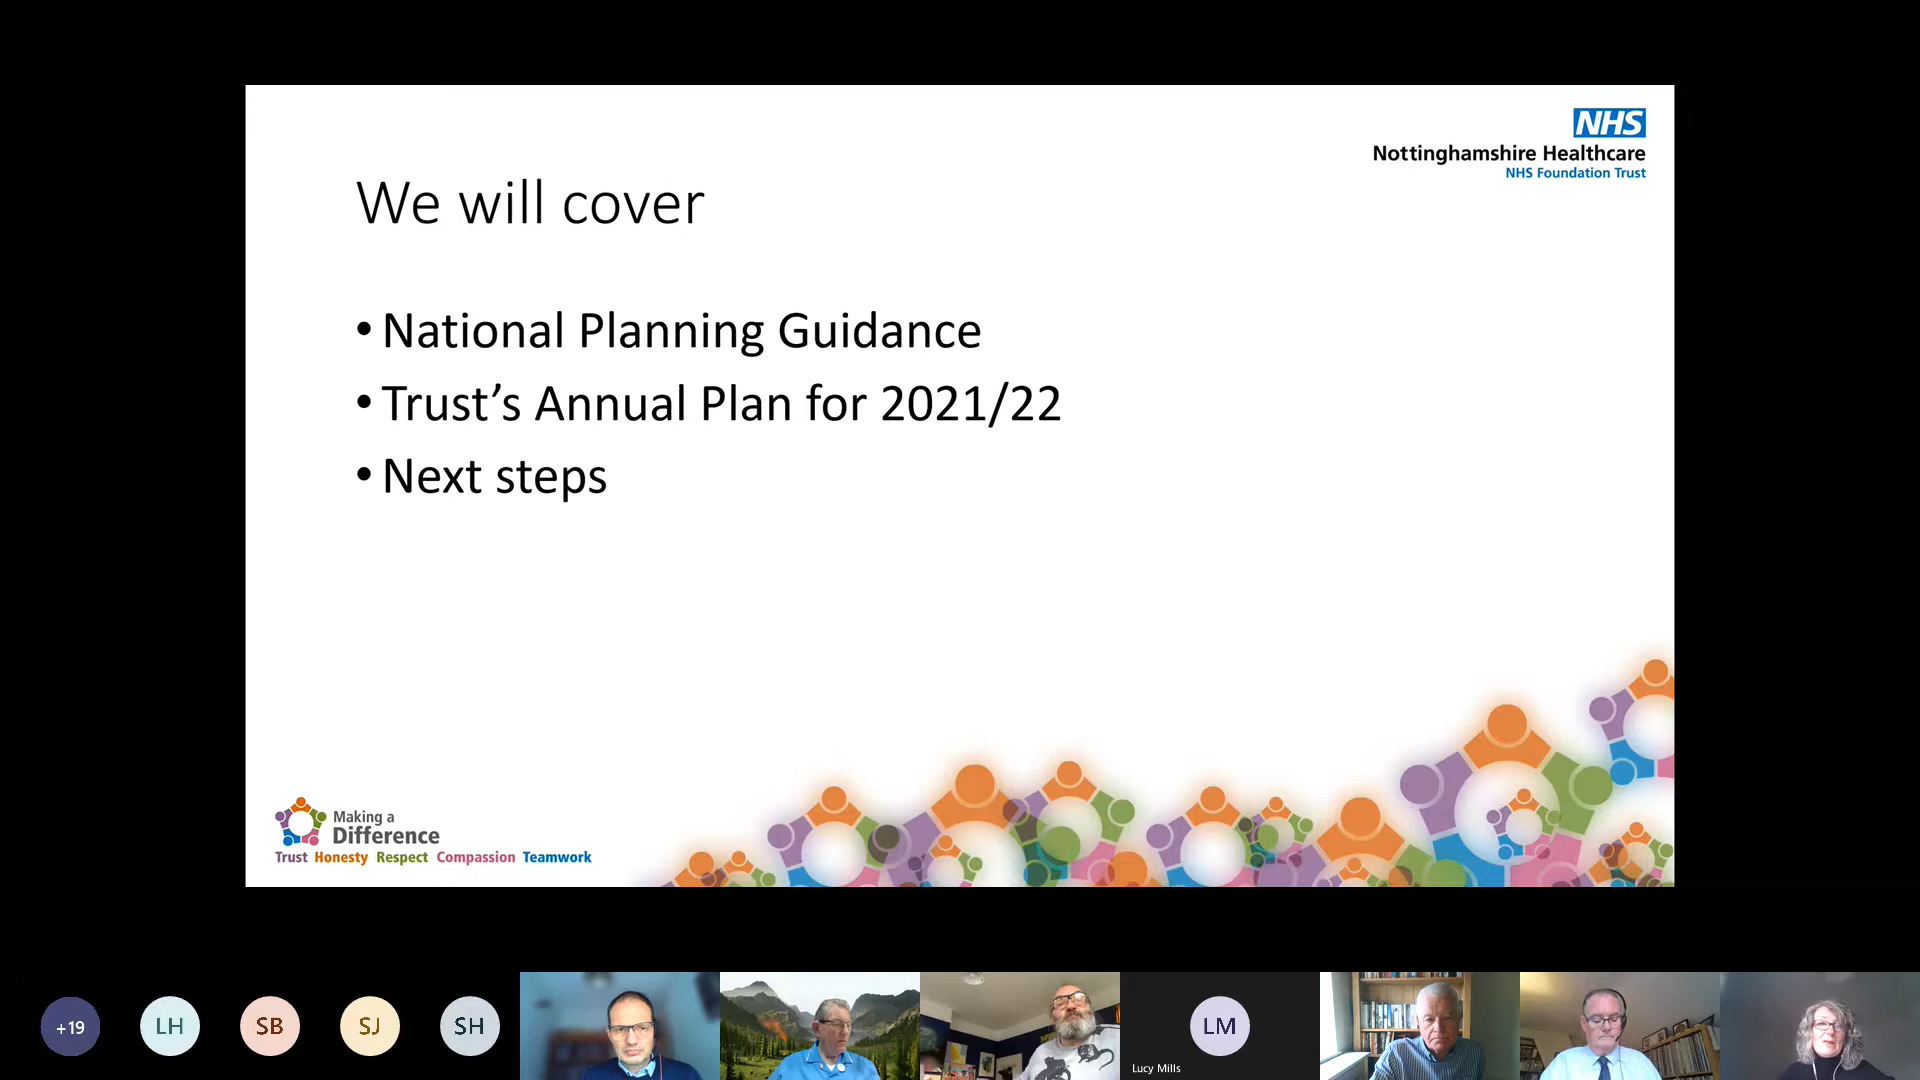 NHS
Nottinghamshire Healthcare
NHS Foundation Trust
We will cover
• National Planning Guidance
• Trust’s Annual Plan for 2021/22
• Next steps
Making a
Difference
Trust Honesty Respect Compassion Teamwork
+19
LH
SB
SJ
SH
LM
Lucy Mills